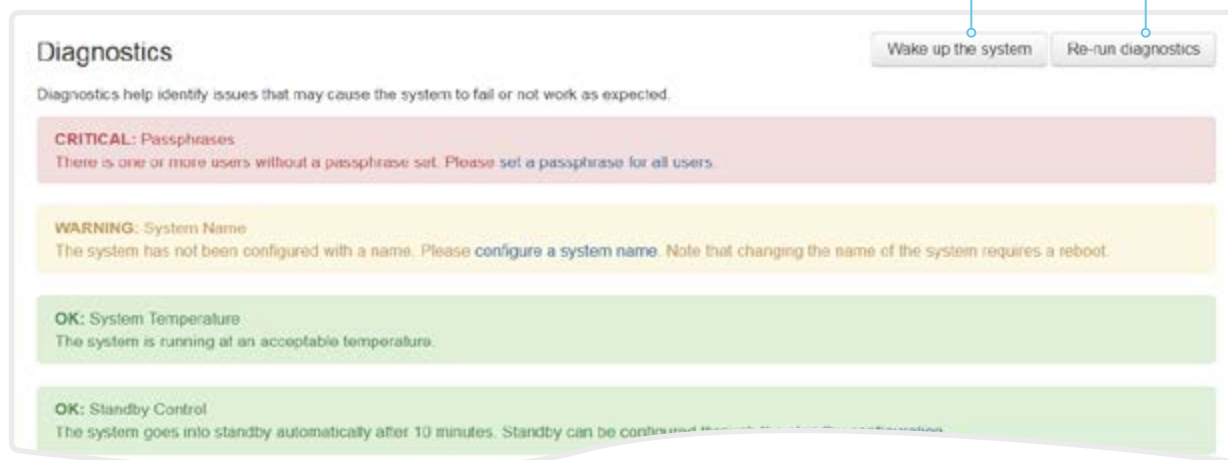 Diagnostics
Wake up the system
Re-run diagnostics
Diagnostics help identify issues that may cause the system to fail or not work as expected.
CRITICAL: Passphrases
There is one or more users without a passphrase set. Please set a passphrase for all users.
WARNING: System Name
The system has not been configured with a name. Please configure a system name. Note that changing the name of the system requires a reboot.
OK: System Temperature
The system is running at an acceptable temperature.
OK: Standby Control
The system goes into standby automatically after 10 minutes. Standby can be configured through the standby configuration.